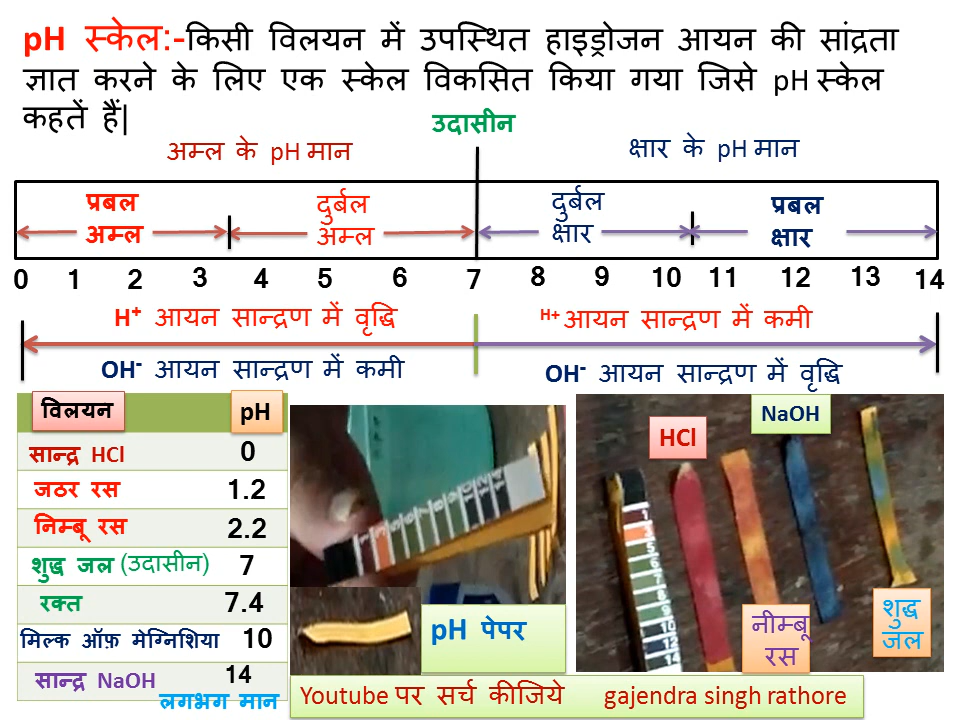 pH स्केल:-किसी विलयन में उपस्थित हाइड्रोजन आयन की सांद्रता
ज्ञात करने के लिए एक स्केल विकसित किया गया जिसे pH स्केल
कहतें हैं|
उदासीन
अम्ल के pH मान
क्षार के pH मान
प्रबल
अम्ल
दुर्बल
अम्ल
दुर्बल
क्षार
प्रबल
क्षार
0 1 2 3 4 5 6 7 8 9 10 11 12 13 14
H+ आयन सान्द्रण में वृद्धि
H+ आयन सान्द्रण में कमी
OH- आयन सान्द्रण में कमी
OH- आयन सान्द्रण में वृद्धि
विलयन pH
सान्द्र HCl 0
जठर रस 1.2
निम्बू रस 2.2
शुद्ध जल (उदासीन) 7
रक्त 7.4
मिल्क ऑफ़ मेग्निशिया 10
सान्द्र NaOH 14
लगभग मान
pH पेपर
HCl
NaOH
नीम्बू
रस
शुद्ध
जल
Youtube पर सर्च कीजिये gajendra singh rathore